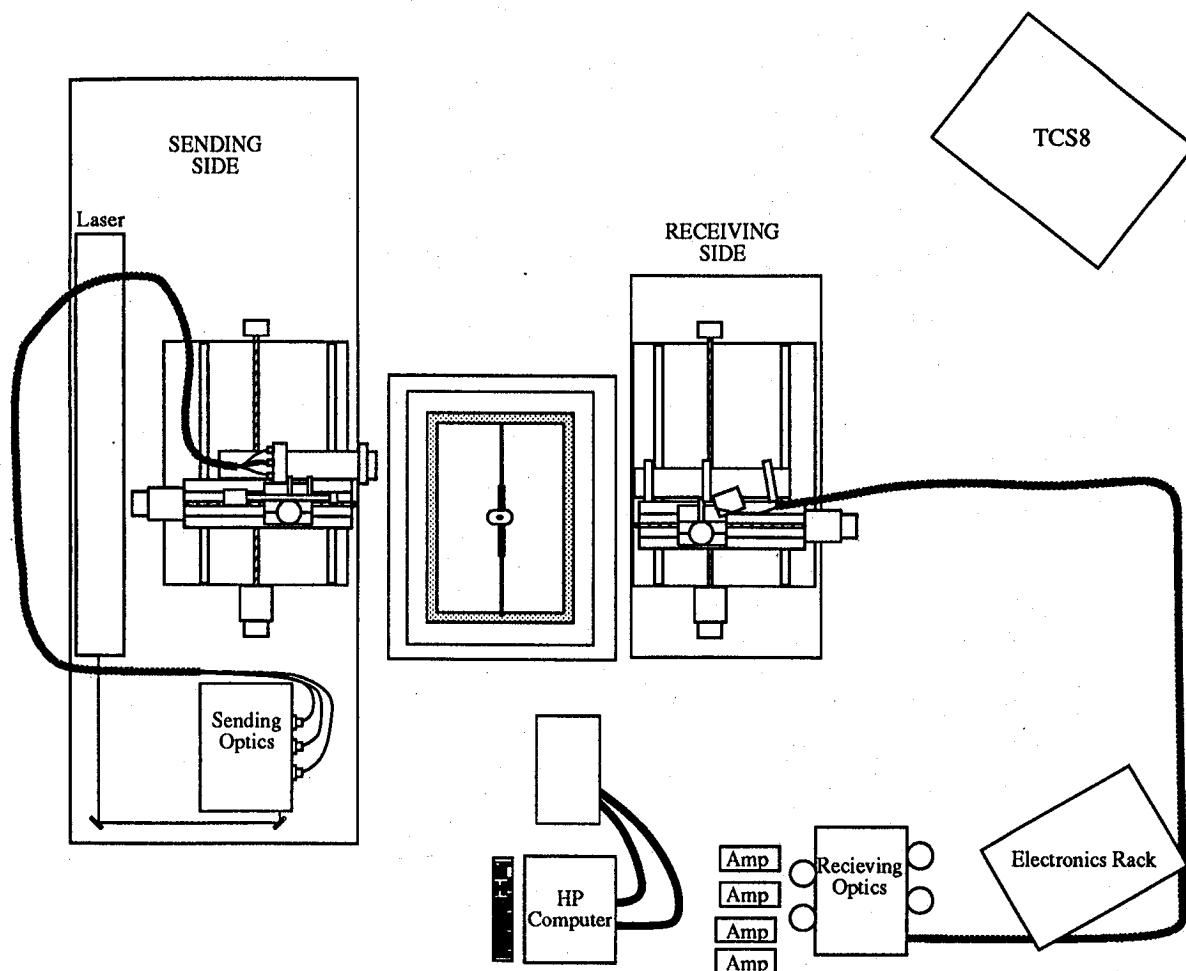 SENDING
SIDE
TCS8
Laser
RECEIVING
SIDE
Sending
Optics
HP
Computer
Amp
Amp
Amp
Amp
Recieving
Optics
Electronics Rack